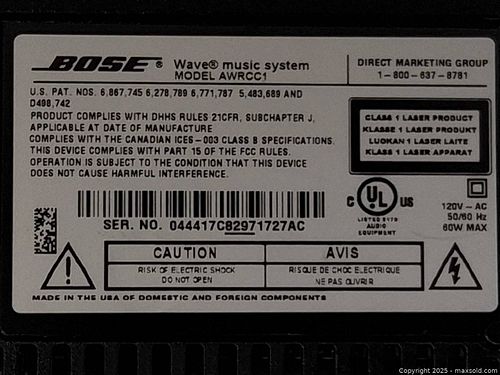 BOSE® Wave® music system
MODEL AWRCC1
DIRECT MARKETING GROUP
1-800-637-8781
U.S. PAT. NOS. 6,867,745 6,278,789 6,771,787 5,483,689 AND
D498,742
PRODUCT COMPLIES WITH DHHS RULES 21CFR, SUBCHAPTER J,
APPLICABLE AT DATE OF MANUFACTURE
COMPLIES WITH THE CANADIAN ICES-003 CLASS B SPECIFICATIONS.
THIS DEVICE COMPLIES WITH PART 15 OF THE FCC RULES.
OPERATION IS SUBJECT TO THE CONDITION THAT THIS DEVICE
DOES NOT CAUSE HARMFUL INTERFERENCE.
CLASS 1 LASER PRODUCT
KLASSE 1 LASER PRODUKT
LUOKAN 1 LASER LAITE
KLASS 1 LASER APPARAT
SER. NO. 044417C82971727AC
c UL® US
LISTED 6179
AUDIO
EQUIPMENT
120V - AC
50/60 Hz
60W MAX
CAUTION
RISK OF ELECTRIC SHOCK
DO NOT OPEN
AVIS
RISQUE DE CHOC ELECTRIQUE
NE PAS OUVRIR
MADE IN THE USA OF DOMESTIC AND FOREIGN COMPONENTS
Copyright 2025 - maxsold.com